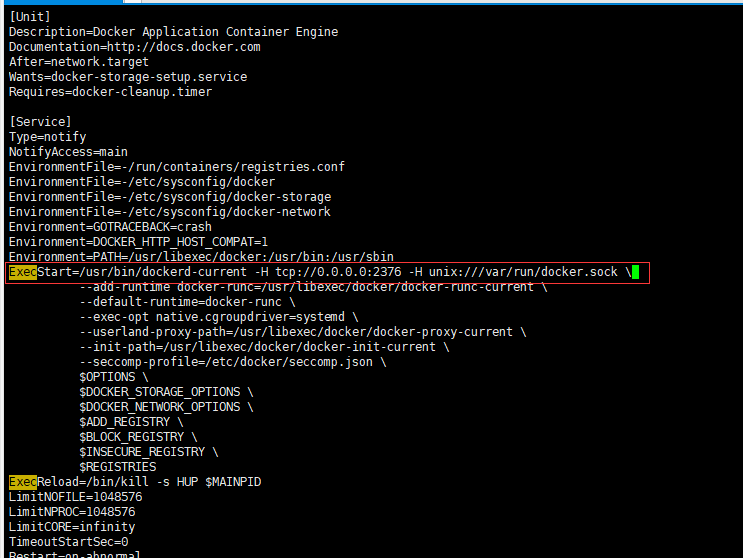 [Unit]
Description=Docker Application Container Engine
Documentation=http://docs.docker.com
After=network.target
Wants=docker-storage-setup.service
Requires=docker-cleanup.timer
[Service]
Type=notify
NotifyAccess=main
EnvironmentFile=-/run/containers/registries.conf
EnvironmentFile=-/etc/sysconfig/docker
EnvironmentFile=-/etc/sysconfig/docker-storage
EnvironmentFile=-/etc/sysconfig/docker-network
Environment=GOTRACEBACK=crash
Environment=DOCKER_HTTP_HOST_COMPAT=1
Environment=PATH=/usr/libexec/docker:/usr/bin:/usr/sbin
ExecStart=/usr/bin/dockerd-current -H tcp://0.0.0.0:2376 -H unix:///var/run/docker.sock \
--add-runtime docker-runc=/usr/libexec/docker/docker-runc-current \
--default-runtime=docker-runc \
--exec-opt native.cgroupdriver=systemd \
--userland-proxy-path=/usr/libexec/docker/docker-proxy-current \
--init-path=/usr/libexec/docker/docker-init-current \
--seccomp-profile=/etc/docker/seccomp.json \
$OPTIONS \
$DOCKER_STORAGE_OPTIONS \
$DOCKER_NETWORK_OPTIONS \
$ADD_REGISTRY \
$BLOCK_REGISTRY \
$INSECURE_REGISTRY \
$REGISTRIES
ExecReload=/bin/kill -s HUP $MAINPID
LimitNOFILE=1048576
LimitNPROC=1048576
LimitCORE=infinity
TimeoutStartSec=0
Restart=on-abnormal